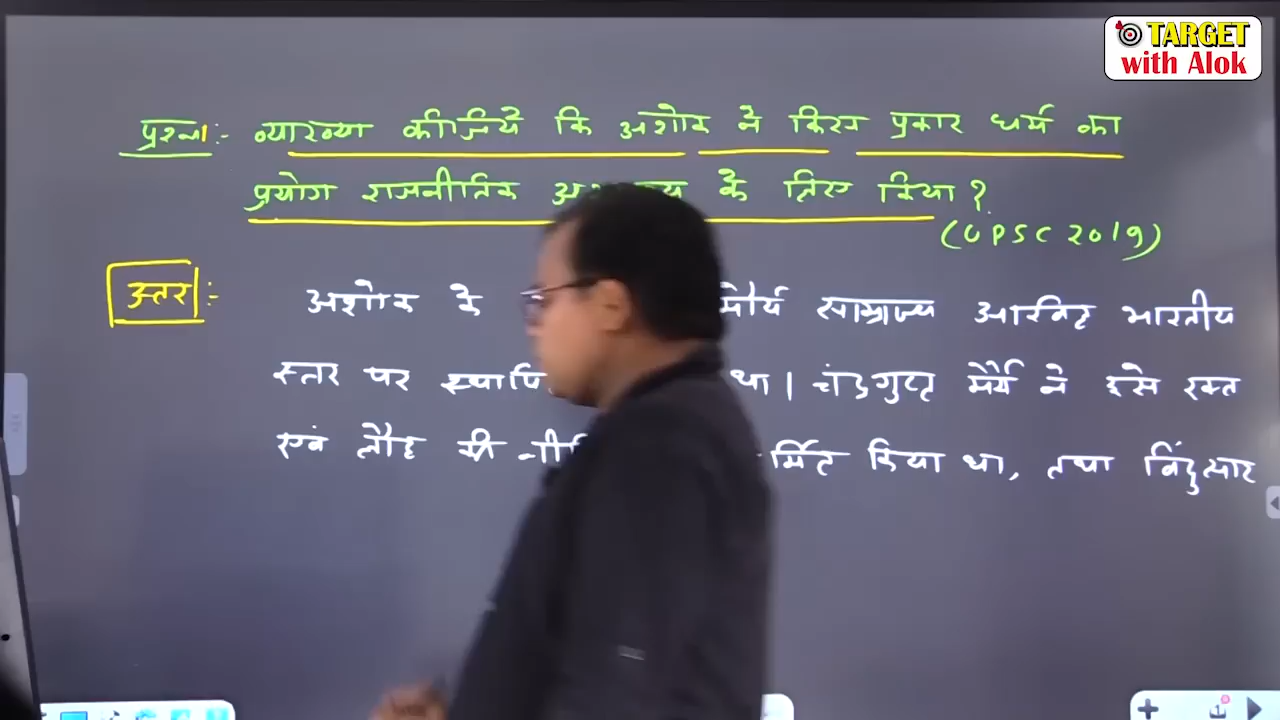 TARGET
with Alok
प्रश्न:- व्याख्या कीजिये कि अशोक ने किस प्रकार धर्म का
प्रयोग राजनीतिक के लिए किया?
(UPSC 2019)
उत्तर:- अशोक के मौर्य साम्राज्य अखिल भारतीय
स्तर पर था। चंद्रगुप्त मौर्य ने इसे रक्त
एवं लौह की किया था, तथा बिंदुसार